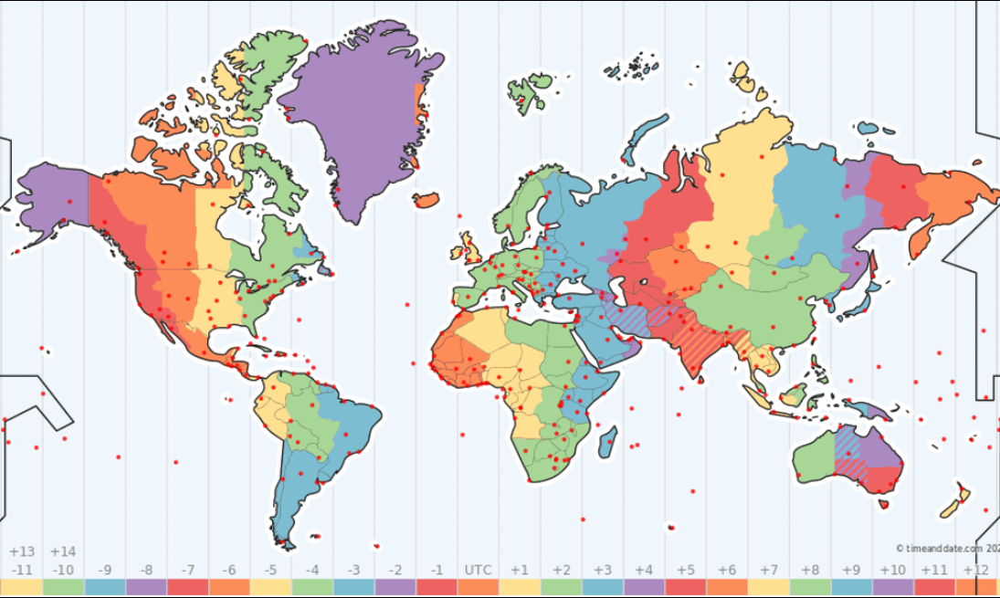 © timeanddate.com 202
+13 +14
-11 -10 -9 -8 -7 -6 -5 -4 -3 -2 -1 UTC +1 +2 +3 +4 +5 +6 +7 +8 +9 +10 +11 +12